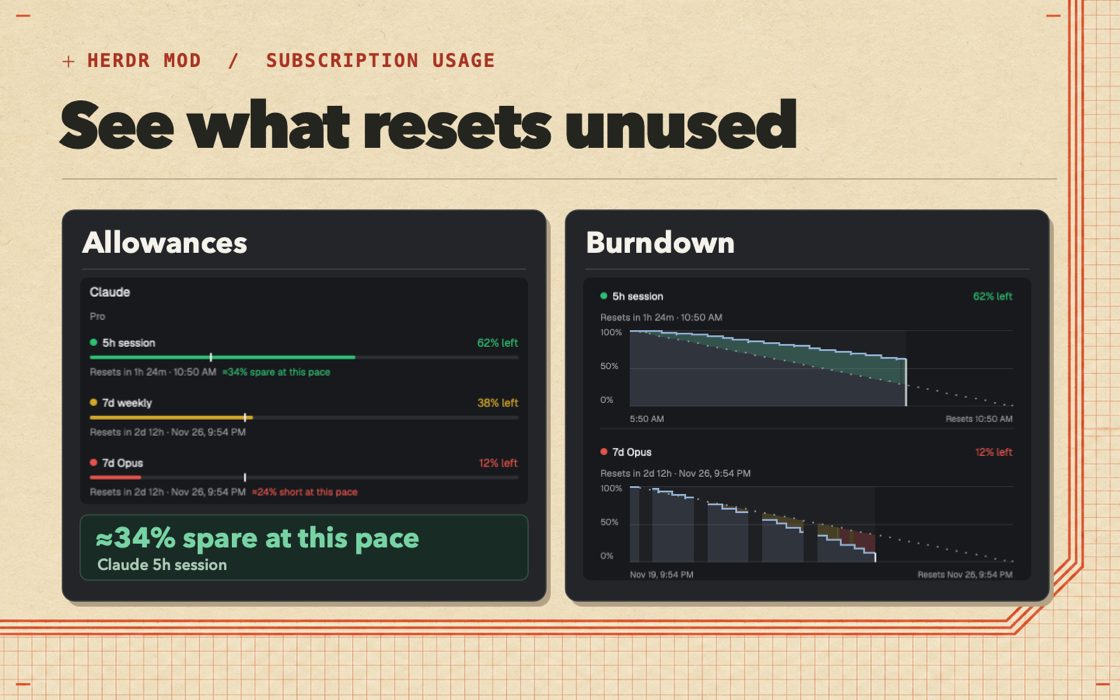 + HERDR MOD / SUBSCRIPTION USAGE
See what resets unused
Allowances
Claude
Pro
5h session 62% left
Resets in 1h 24m · 10:50 AM ≈34% spare at this pace
7d weekly 38% left
Resets in 2d 12h · Nov 26, 9:54 PM
7d Opus 12% left
Resets in 2d 12h · Nov 26, 9:54 PM ≈24% short at this pace
≈34% spare at this pace
Claude 5h session
Burndown
5h session 62% left
Resets in 1h 24m · 10:50 AM
100%
50%
0%
5:50 AM Resets 10:50 AM
7d Opus 12% left
Resets in 2d 12h · Nov 26, 9:54 PM
100%
50%
0%
Nov 19, 9:54 PM Resets Nov 26, 9:54 PM